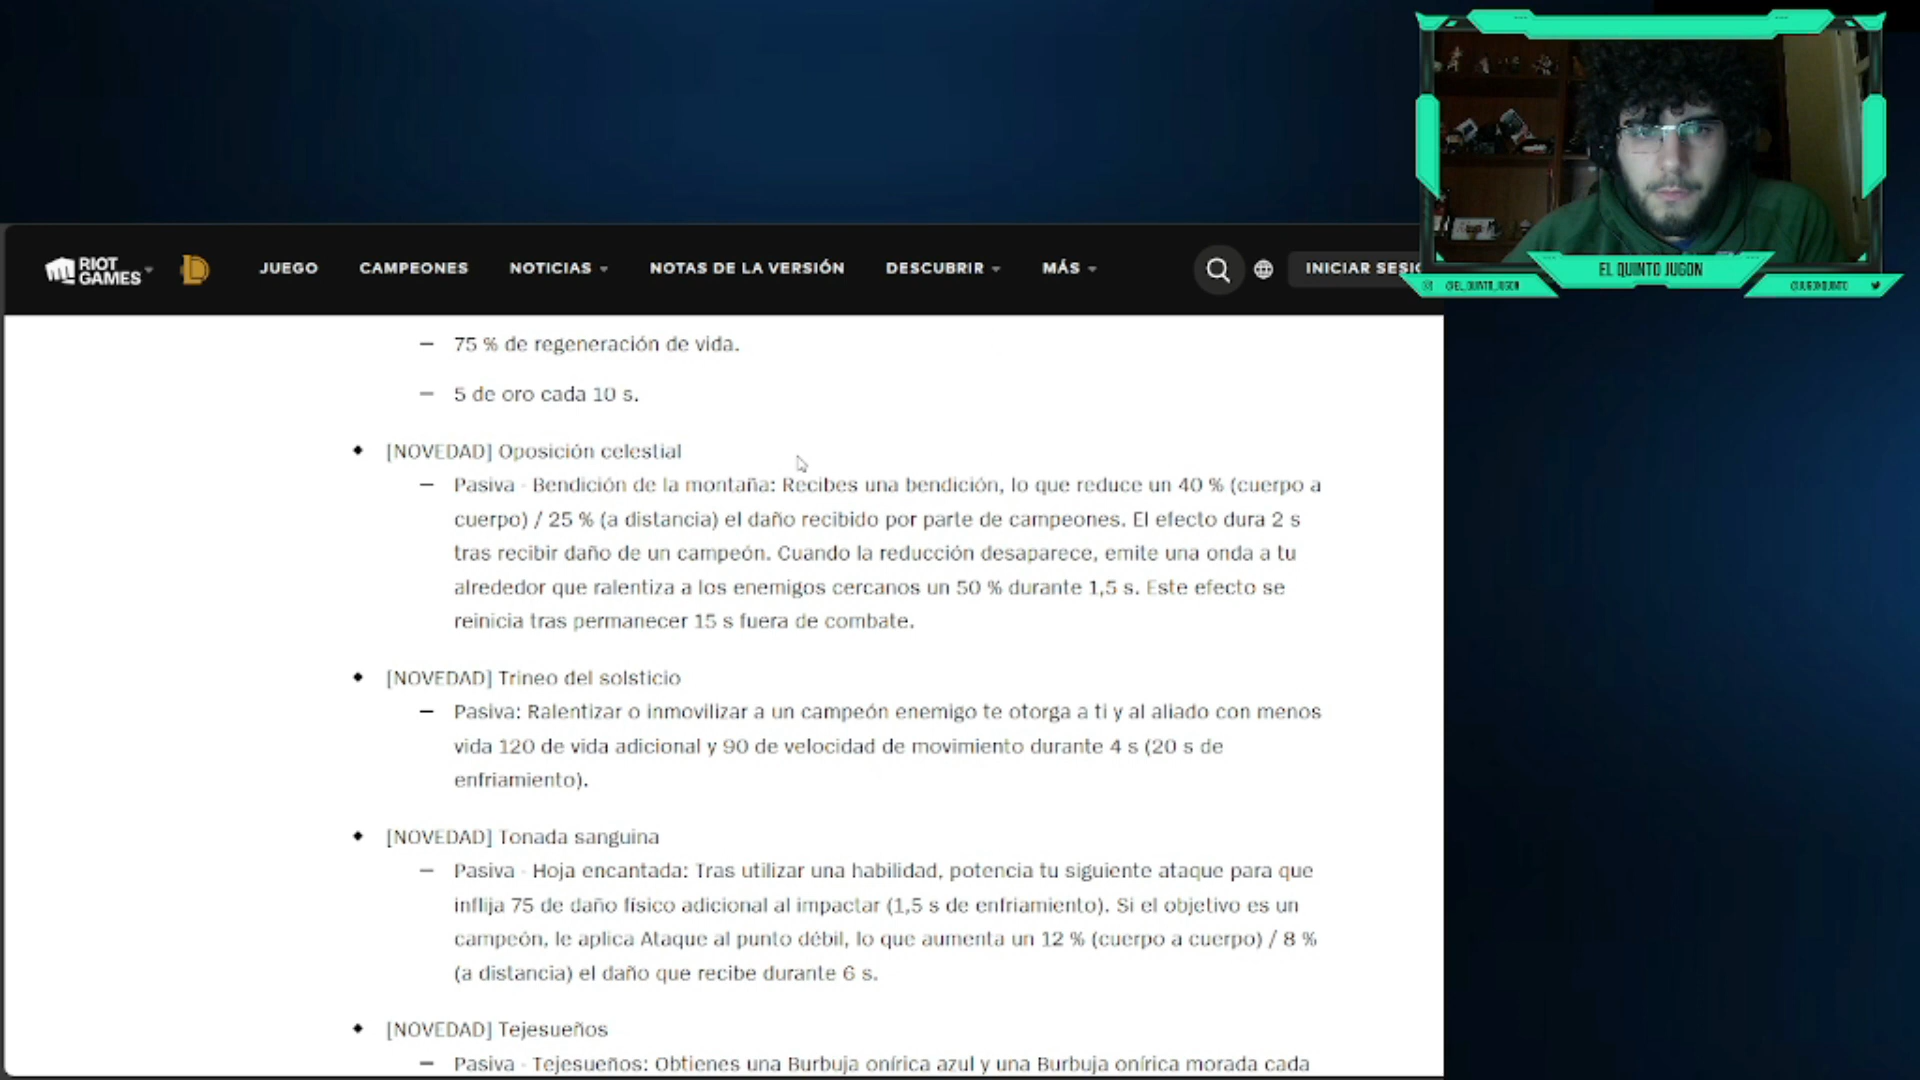 RIOT GAMES
JUEGO
CAMPEONES
NOTICIAS
NOTAS DE LA VERSIÓN
DESCUBRIR
MÁS
INICIAR SESIC
EL QUINTO JUGON
@EL_QUINTO_JUGON
@JUGONQUINTO
– 75 % de regeneración de vida.
– 5 de oro cada 10 s.
[NOVEDAD] Oposición celestial
– Pasiva - Bendición de la montaña: Recibes una bendición, lo que reduce un 40 % (cuerpo a
cuerpo) / 25 % (a distancia) el daño recibido por parte de campeones. El efecto dura 2 s
tras recibir daño de un campeón. Cuando la reducción desaparece, emite una onda a tu
alrededor que ralentiza a los enemigos cercanos un 50 % durante 1,5 s. Este efecto se
reinicia tras permanecer 15 s fuera de combate.
[NOVEDAD] Trineo del solsticio
– Pasiva: Ralentizar o inmovilizar a un campeón enemigo te otorga a ti y al aliado con menos
vida 120 de vida adicional y 90 de velocidad de movimiento durante 4 s (20 s de
enfriamiento).
[NOVEDAD] Tonada sanguina
– Pasiva - Hoja encantada: Tras utilizar una habilidad, potencia tu siguiente ataque para que
inflija 75 de daño físico adicional al impactar (1,5 s de enfriamiento). Si el objetivo es un
campeón, le aplica Ataque al punto débil, lo que aumenta un 12 % (cuerpo a cuerpo) / 8 %
(a distancia) el daño que recibe durante 6 s.
[NOVEDAD] Tejesueños
– Pasiva - Tejesueños: Obtienes una Burbuja onírica azul y una Burbuja onírica morada cada